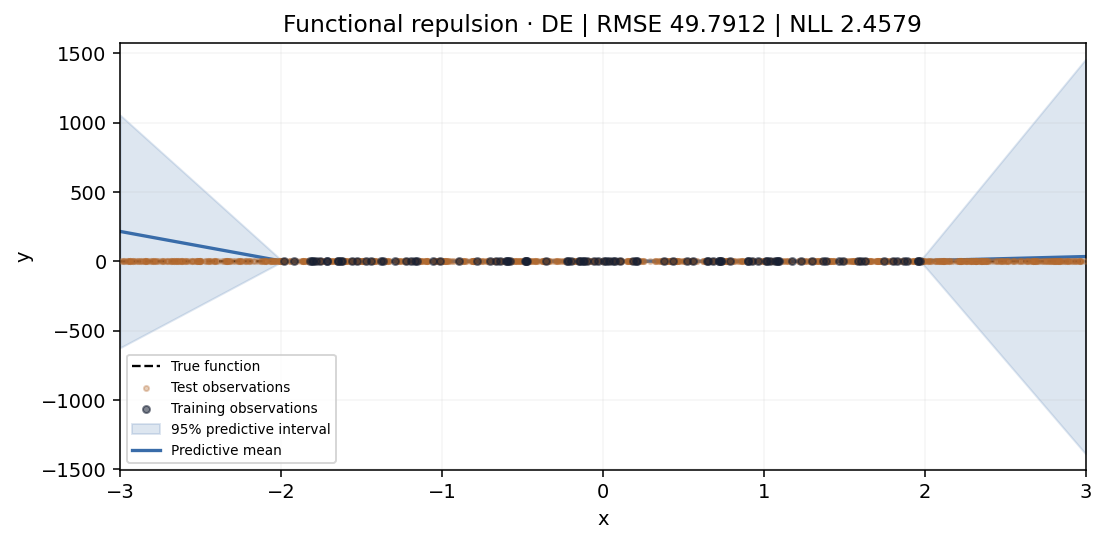 Functional repulsion · DE | RMSE 49.7912 | NLL 2.4579
1500
1000
500
0
−500
−1000
−1500
y
True function
Test observations
Training observations
95% predictive interval
Predictive mean
−3 −2 −1 0 1 2 3
x